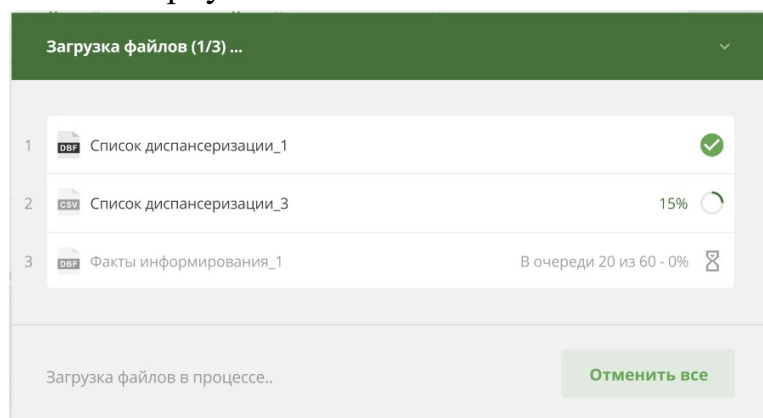 Загрузка файлов (1/3) ...
1 DBF Список диспансеризации_1
2 CSV Список диспансеризации_3 15%
3 DBF Факты информирования_1 В очереди 20 из 60 - 0%
Загрузка файлов в процессе.. Отменить все